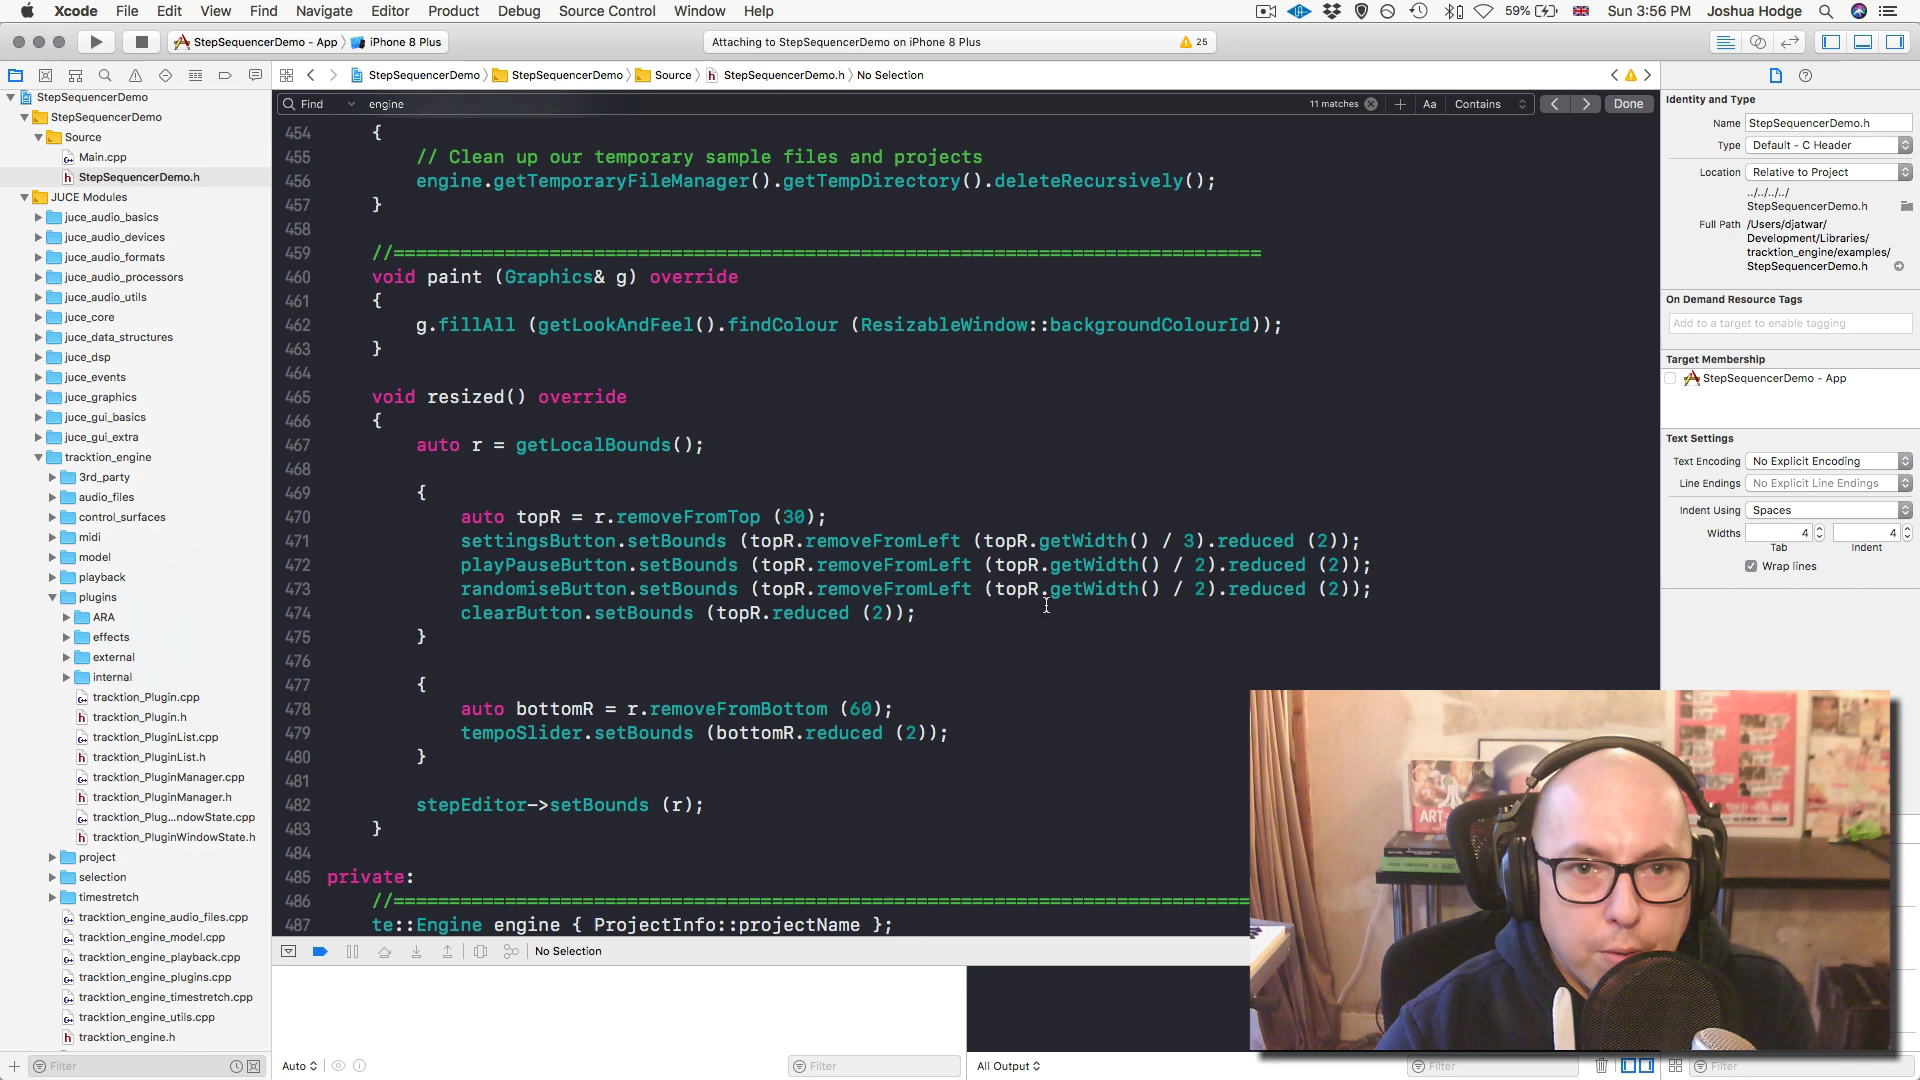 Xcode File Edit View Find Navigate Editor Product Debug Source Control Window Help
59% Sun 3:56 PM Joshua Hodge
StepSequencerDemo - App iPhone 8 Plus
Attaching to StepSequencerDemo on iPhone 8 Plus 25
StepSequencerDemo StepSequencerDemo Source StepSequencerDemo.h No Selection
Find engine 11 matches Aa Contains Done
StepSequencerDemo
StepSequencerDemo
Source
Main.cpp
StepSequencerDemo.h
JUCE Modules
juce_audio_basics
juce_audio_devices
juce_audio_formats
juce_audio_processors
juce_audio_utils
juce_core
juce_data_structures
juce_dsp
juce_events
juce_graphics
juce_gui_basics
juce_gui_extra
tracktion_engine
3rd_party
audio_files
control_surfaces
midi
model
playback
plugins
ARA
effects
external
internal
tracktion_Plugin.cpp
tracktion_Plugin.h
tracktion_PluginList.cpp
tracktion_PluginList.h
tracktion_PluginManager.cpp
tracktion_PluginManager.h
tracktion_Plug...ndowState.cpp
tracktion_PluginWindowState.h
project
selection
timestretch
tracktion_engine_audio_files.cpp
tracktion_engine_model.cpp
tracktion_engine_playback.cpp
tracktion_engine_plugins.cpp
tracktion_engine_timestretch.cpp
tracktion_engine_utils.cpp
tracktion_engine.h
Filter
454 {
455 // Clean up our temporary sample files and projects
456 engine.getTemporaryFileManager().getTempDirectory().deleteRecursively();
457 }
458
459 //==============================================================================
460 void paint (Graphics& g) override
461 {
462 g.fillAll (getLookAndFeel().findColour (ResizableWindow::backgroundColourId));
463 }
464
465 void resized() override
466 {
467 auto r = getLocalBounds();
468
469 {
470 auto topR = r.removeFromTop (30);
471 settingsButton.setBounds (topR.removeFromLeft (topR.getWidth() / 3).reduced (2));
472 playPauseButton.setBounds (topR.removeFromLeft (topR.getWidth() / 2).reduced (2));
473 randomiseButton.setBounds (topR.removeFromLeft (topR.getWidth() / 2).reduced (2));
474 clearButton.setBounds (topR.reduced (2));
475 }
476
477 {
478 auto bottomR = r.removeFromBottom (60);
479 tempoSlider.setBounds (bottomR.reduced (2));
480 }
481
482 stepEditor->setBounds (r);
483 }
484
485 private:
486 //==============================================================================
487 te::Engine engine { ProjectInfo::projectName };
No Selection
Auto Filter
All Output Filter
Filter
Identity and Type
Name StepSequencerDemo.h
Type Default - C Header
Location Relative to Project
../../../../
StepSequencerDemo.h
Full Path /Users/djatwar/
Development/Libraries/
tracktion_engine/examples/
StepSequencerDemo.h
On Demand Resource Tags
Add to a target to enable tagging
Target Membership
StepSequencerDemo - App
Text Settings
Text Encoding No Explicit Encoding
Line Endings No Explicit Line Endings
Indent Using Spaces
Widths 4 4
Tab Indent
Wrap lines
ART